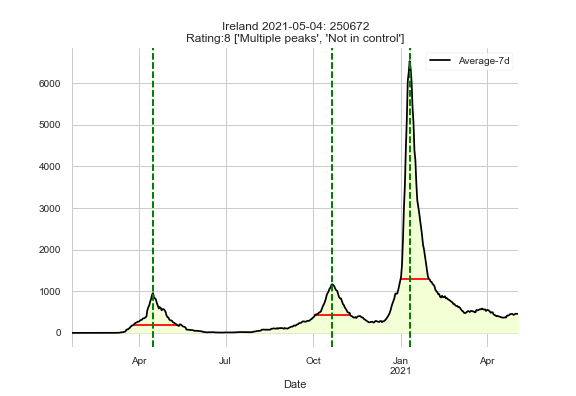 Ireland 2021-05-04: 250672
Rating:8 ['Multiple peaks', 'Not in control']
Average-7d
6000
5000
4000
3000
2000
1000
0
Apr
Jul
Oct
Jan
2021
Apr
Date